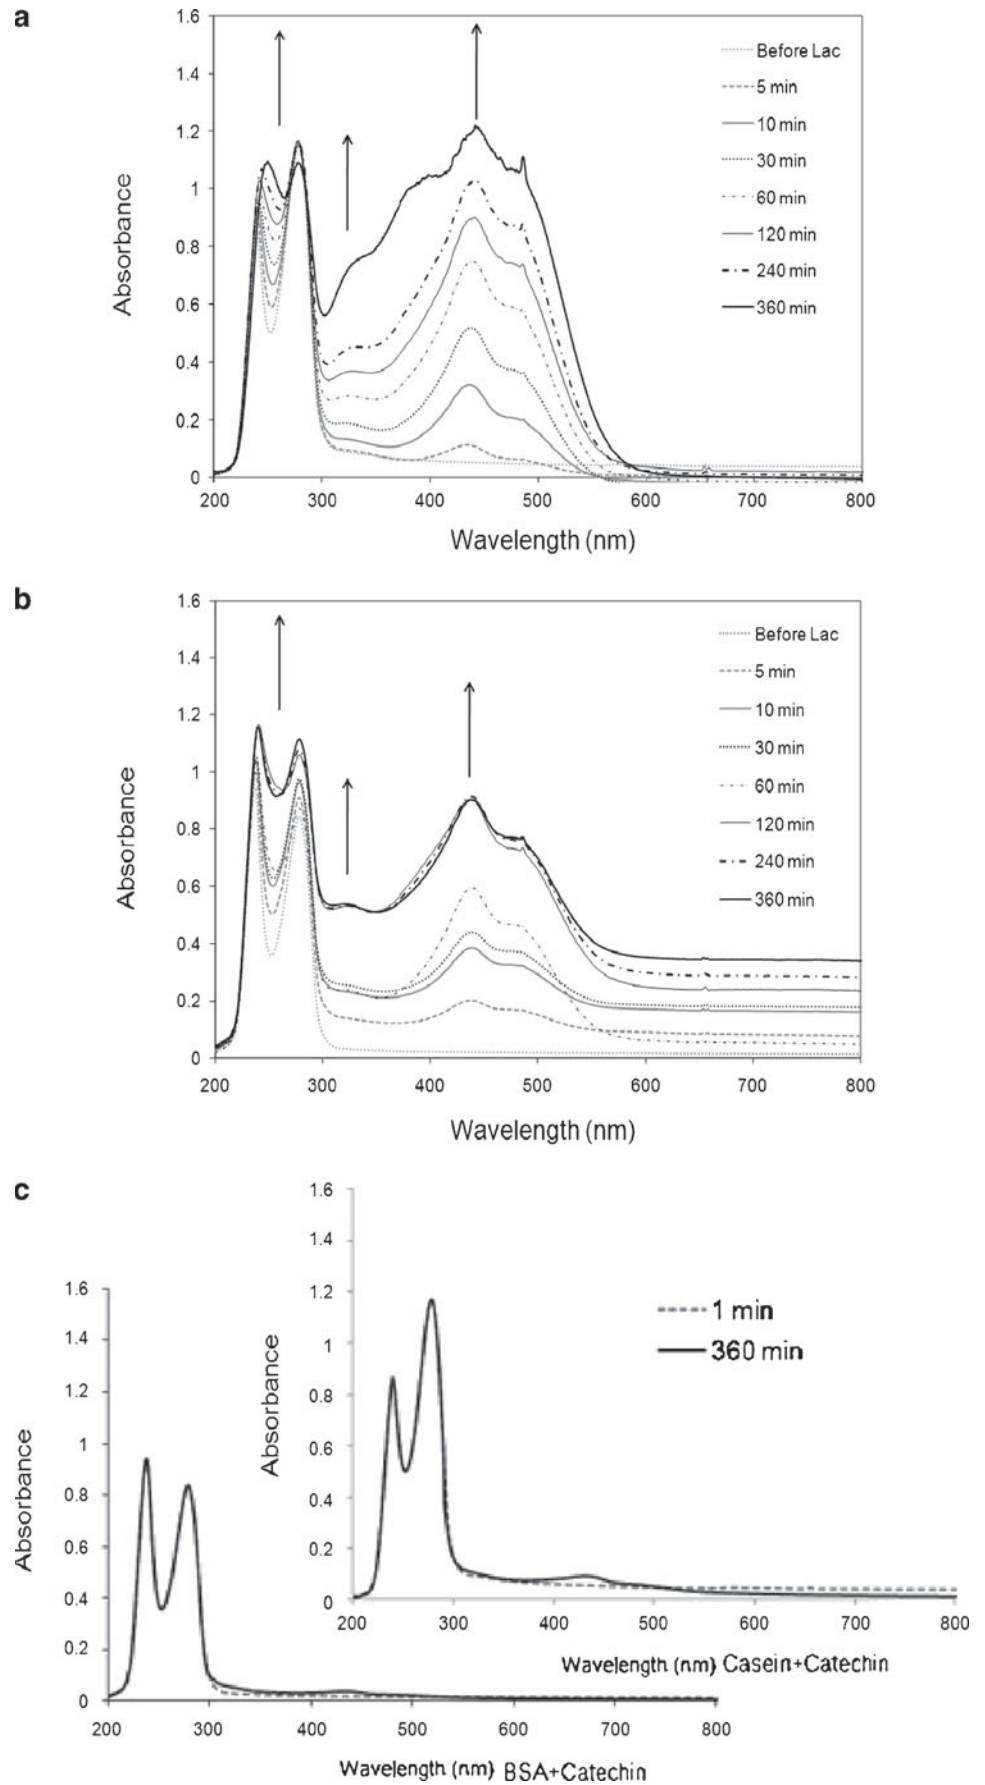 a
1.6
1.4
1.2
1
0.8
0.6
0.4
0.2
0
Absorbance
200 300 400 500 600 700 800
Wavelength (nm)
Before Lac
5 min
10 min
30 min
60 min
120 min
240 min
360 min
b
1.6
1.4
1.2
1
0.8
0.6
0.4
0.2
0
Absorbance
200 300 400 500 600 700 800
Wavelength (nm)
Before Lac
5 min
10 min
30 min
60 min
120 min
240 min
360 min
c
1.6
1.4
1.2
1
0.8
0.6
0.4
0.2
0
Absorbance
200 300 400 500 600 700 800
Wavelength (nm) Casein+Catechin
1 min
360 min
1.6
1.4
1.2
1
0.8
0.6
0.4
0.2
0
Absorbance
200 300 400 500 600 700 800
Wavelength (nm) BSA+Catechin